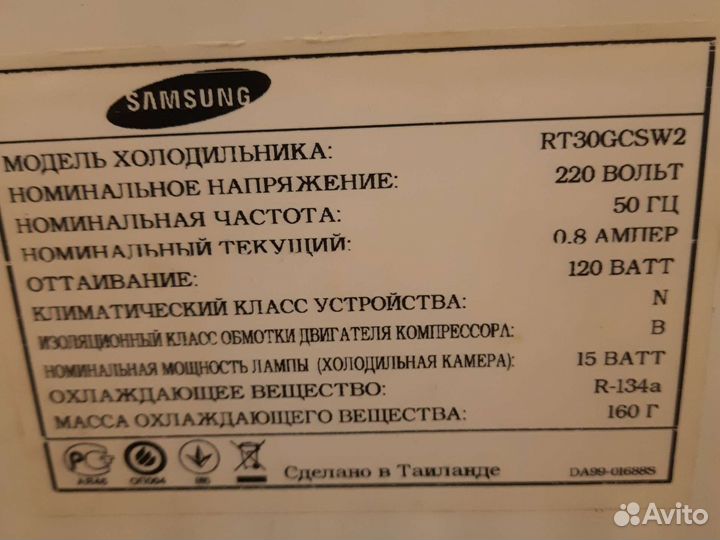 SAMSUNG
МОДЕЛЬ ХОЛОДИЛЬНИКА: RT30GCSW2
НОМИНАЛЬНОЕ НАПРЯЖЕНИЕ: 220 ВОЛЬТ
НОМИНАЛЬНАЯ ЧАСТОТА: 50 ГЦ
НОМИНАЛЬНЫЙ ТЕКУЩИЙ: 0.8 АМПЕР
ОТТАИВАНИЕ: 120 ВАТТ
КЛИМАТИЧЕСКИЙ КЛАСС УСТРОЙСТВА: N
ИЗОЛЯЦИОННЫЙ КЛАСС ОБМОТКИ ДВИГАТЕЛЯ КОМПРЕССОРА: B
НОМИНАЛЬНАЯ МОЩНОСТЬ ЛАМПЫ (ХОЛОДИЛЬНАЯ КАМЕРА): 15 ВАТТ
ОХЛАЖДАЮЩЕЕ ВЕЩЕСТВО: R-134a
МАССА ОХЛАЖДАЮЩЕГО ВЕЩЕСТВА: 160 Г
АЯ46 ОП004 Сделано в Таиланде DA99-01688S
Avito